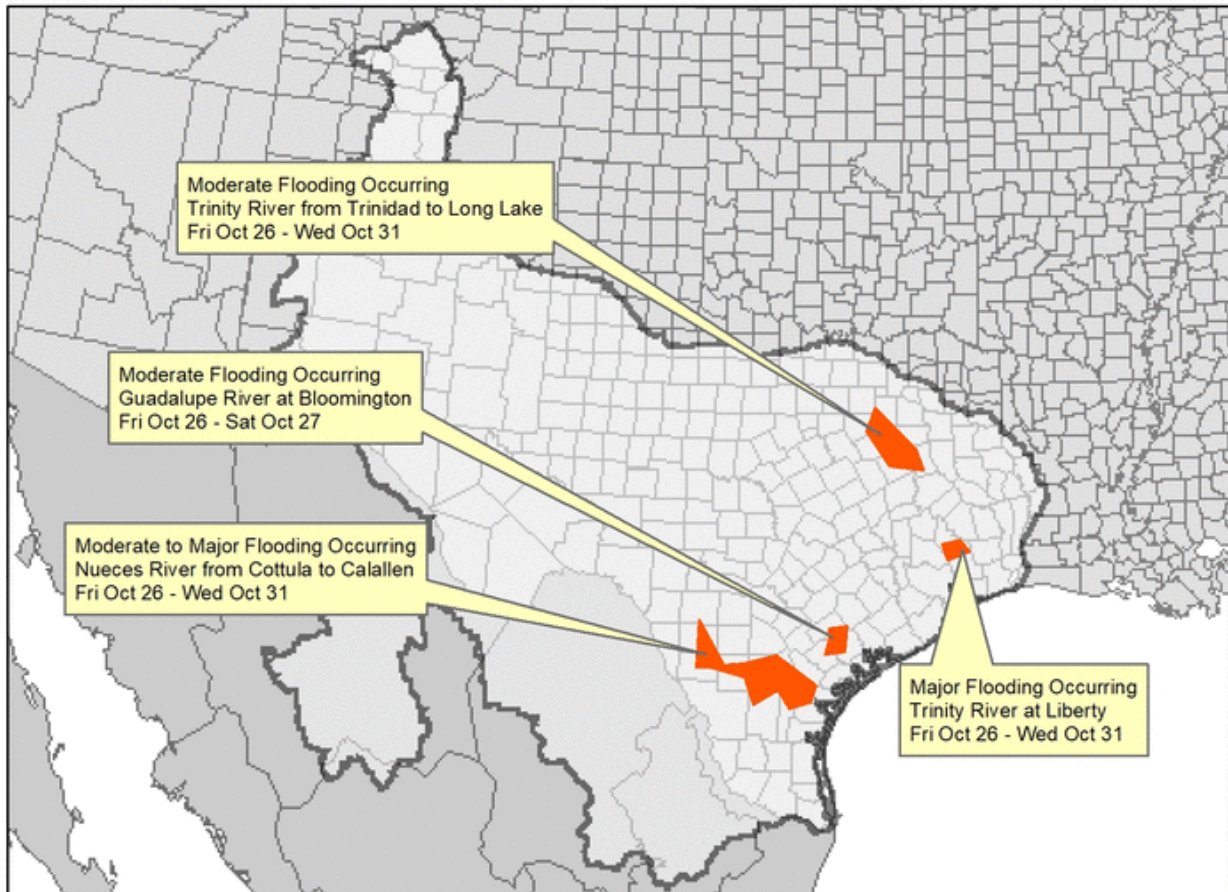 Moderate Flooding Occurring
Trinity River from Trinidad to Long Lake
Fri Oct 26 - Wed Oct 31
Moderate Flooding Occurring
Guadalupe River at Bloomington
Fri Oct 26 - Sat Oct 27
Moderate to Major Flooding Occurring
Nueces River from Cottula to Calallen
Fri Oct 26 - Wed Oct 31
Major Flooding Occurring
Trinity River at Liberty
Fri Oct 26 - Wed Oct 31